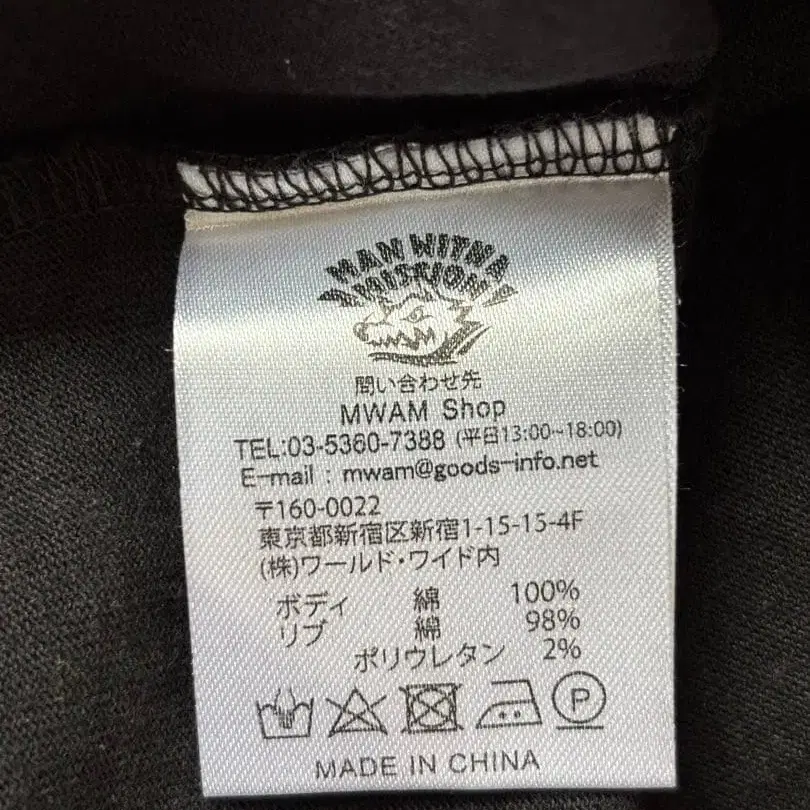 MAN WITH A
MISSION
問い合わせ先
MWAM Shop
TEL:03-5360-7388 (平日13:00~18:00)
E-mail : mwam@goods-info.net
〒160-0022
東京都新宿区新宿1-15-15-4F
(株)ワールド・ワイド内
ボディ 綿 100%
リブ 綿 98%
ポリウレタン 2%
P
MADE IN CHINA